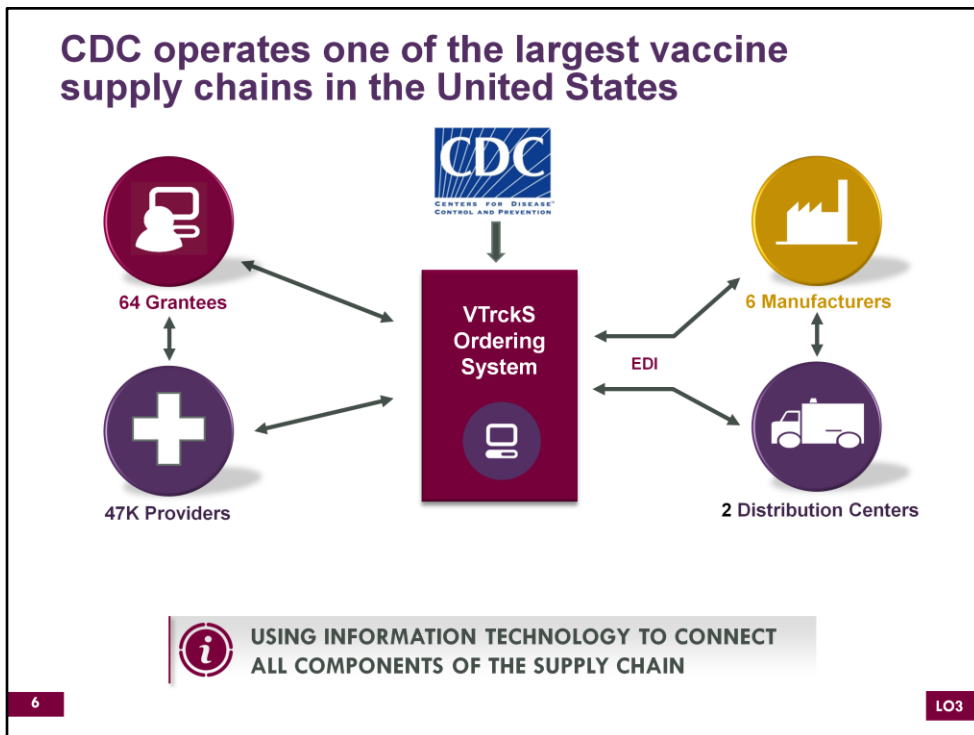 CDC operates one of the largest vaccine
supply chains in the United States
CDC
CENTERS FOR DISEASE™
CONTROL AND PREVENTION
64 Grantees
VTrckS
Ordering
System
6 Manufacturers
EDI
47K Providers
2 Distribution Centers
i
USING INFORMATION TECHNOLOGY TO CONNECT
ALL COMPONENTS OF THE SUPPLY CHAIN
6
LO3